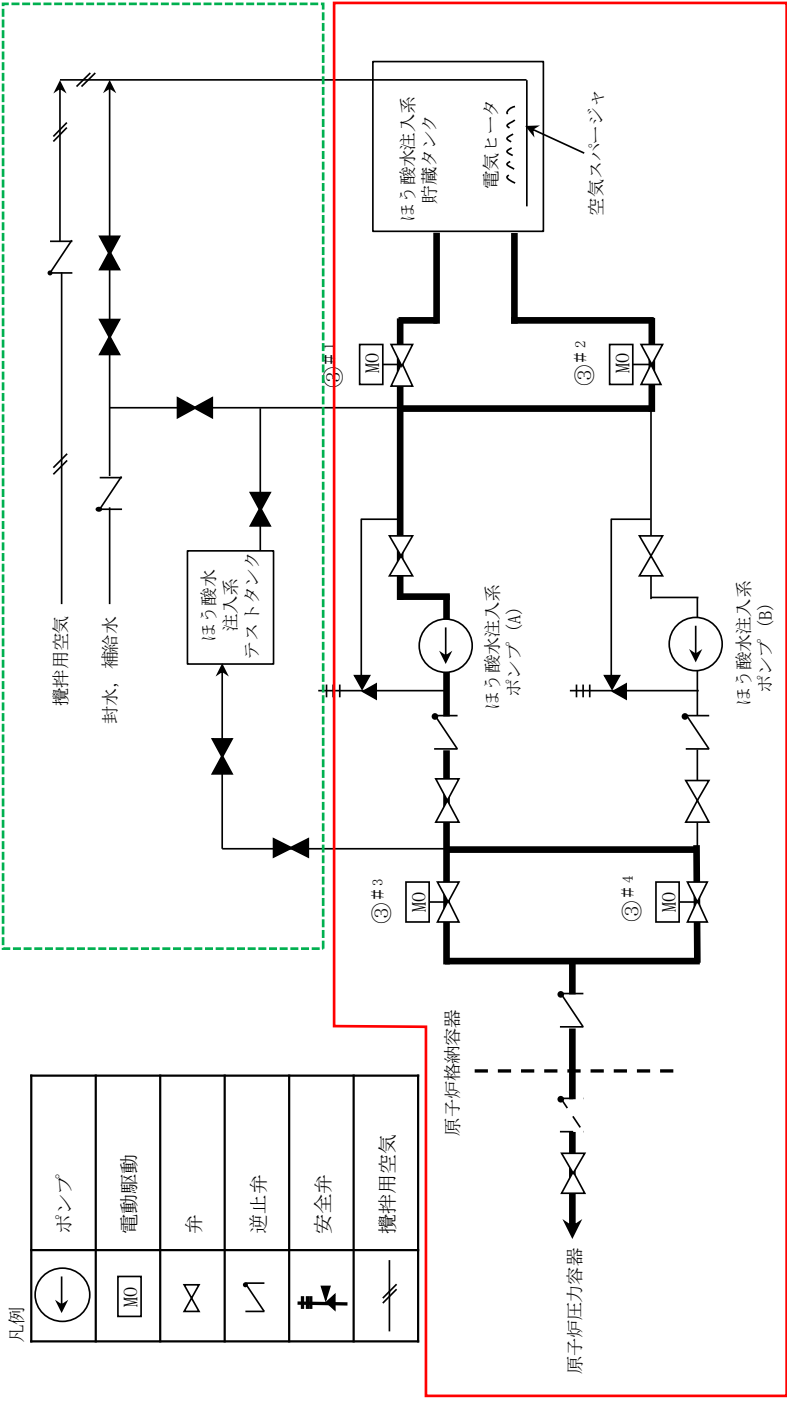 攪拌用空気
封水，補給水
ほう酸水
注入系
テストタンク
ほう酸水注入系
貯蔵タンク
電気ヒータ
空気スパージャ
③#1
MO
③#2
MO
ほう酸水注入系
ポンプ (A)
ほう酸水注入系
ポンプ (B)
③#3
MO
③#4
MO
原子炉格納容器
原子炉圧力容器
凡例
ポンプ
MO
電動駆動
弁
逆止弁
安全弁
攪拌用空気